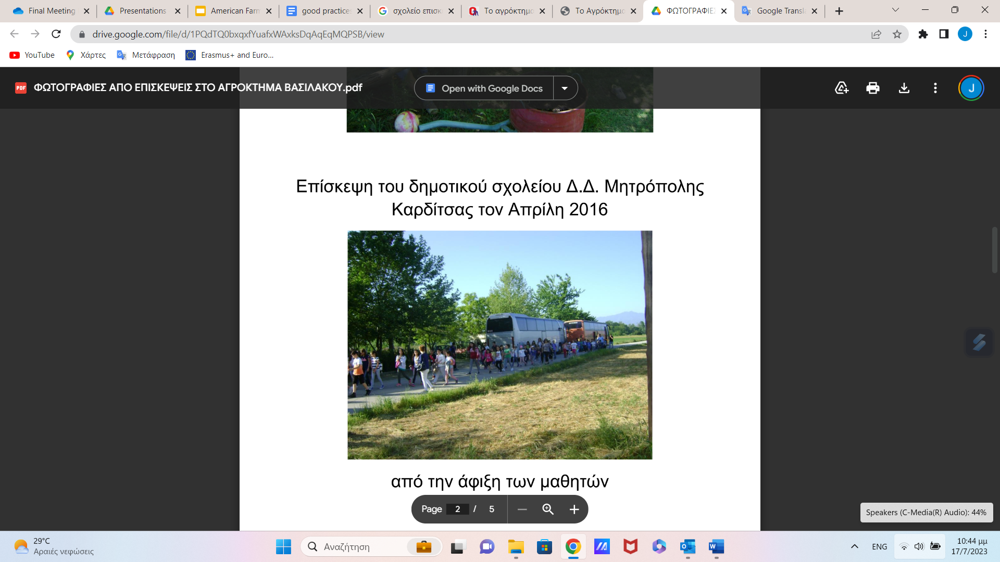 Final Meeting
Presentations
American Farm
good practices
σχολείο επισκ
Το αγρόκτημα
Το Αγρόκτημα
ΦΩΤΟΓΡΑΦΙΕΣ
Google Transla
drive.google.com/file/d/1PQdTQ0bxqxfYuafxWAxksDqAqEqMQPSB/view
J
YouTube
Χάρτες
Μετάφραση
Erasmus+ and Euro...
PDF
ΦΩΤΟΓΡΑΦΙΕΣ ΑΠΟ ΕΠΙΣΚΕΨΕΙΣ ΣΤΟ ΑΓΡΟΚΤΗΜΑ ΒΑΣΙΛΑΚΟΥ.pdf
Open with Google Docs
J
Επίσκεψη του δημοτικού σχολείου Δ.Δ. Μητρόπολης
Καρδίτσας τον Απρίλη 2016
από την άφιξη των μαθητών
Page 2 / 5
Speakers (C-Media(R) Audio): 44%
29°C
Αραιές νεφώσεις
Αναζήτηση
ENG
10:44 μμ
17/7/2023